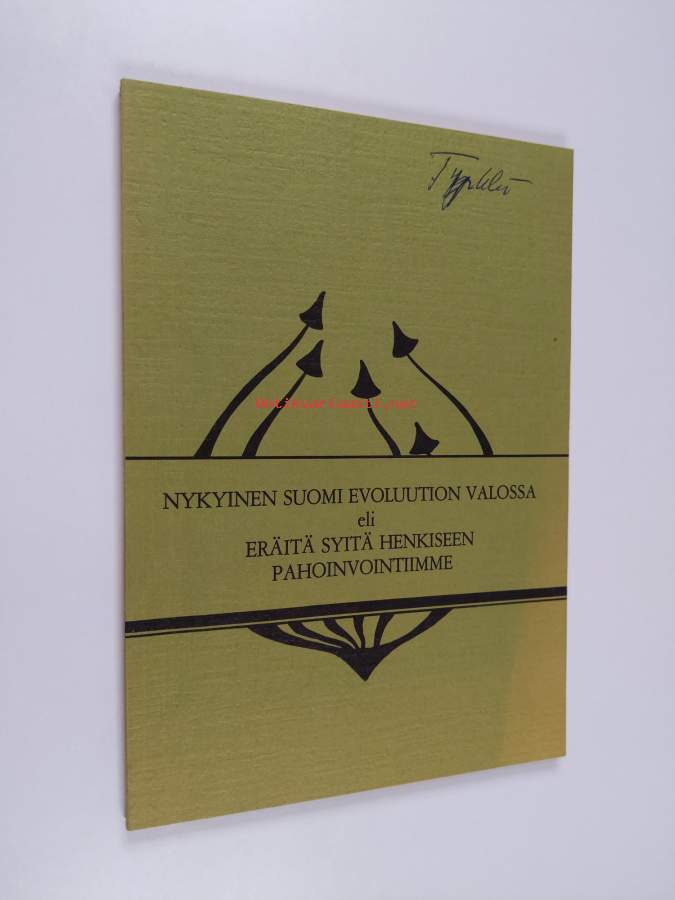 NYKYINEN SUOMI EVOLUUTION VALOSSA
eli
ERÄITÄ SYITÄ HENKISEEN
PAHOINVOINTIIMME